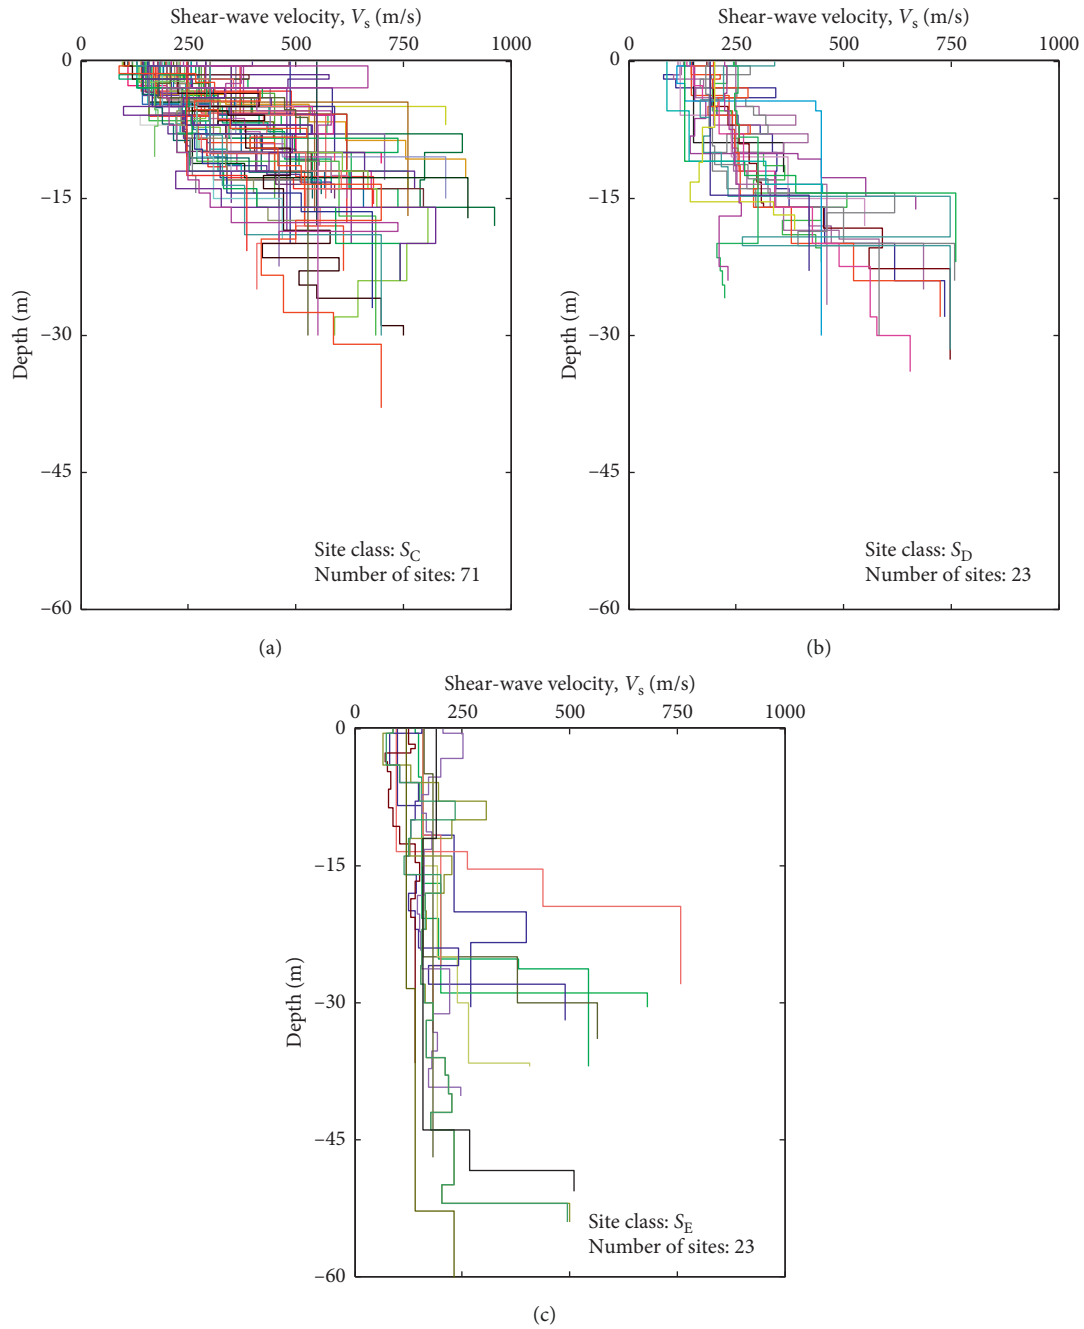 Shear-wave velocity, Vs (m/s)
0 250 500 750 1000
0
−15
−30
−45
−60
Depth (m)
Site class: SC
Number of sites: 71
(a)
Shear-wave velocity, Vs (m/s)
0 250 500 750 1000
0
−15
−30
−45
−60
Depth (m)
Site class: SD
Number of sites: 23
(b)
Shear-wave velocity, Vs (m/s)
0 250 500 750 1000
0
−15
−30
−45
−60
Depth (m)
Site class: SE
Number of sites: 23
(c)